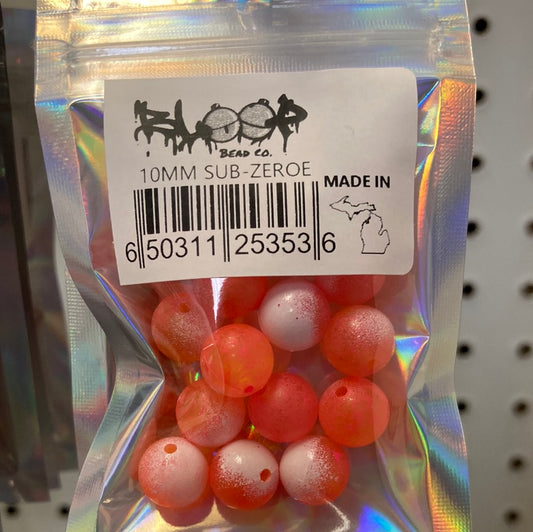 BLOOP
BEAD CO.
10MM SUB-ZEROE
MADE IN
6 50311 25353 6